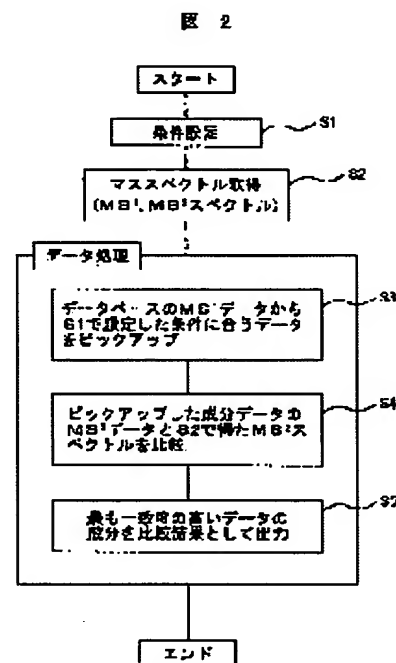 図 2
スタート
条件設定
S1
マススペクトル取得
S2
(MS¹、MS²スペクトル)
データ処理
データベースのMS¹データから
S3
S1で設定した条件に合うデータ
をピックアップ
ピックアップした成分データの
S4
MS²データとS2で得たMS²ス
ペクトルを比較
最も一致度の高いデータの
成分を比較結果として出力
エンド